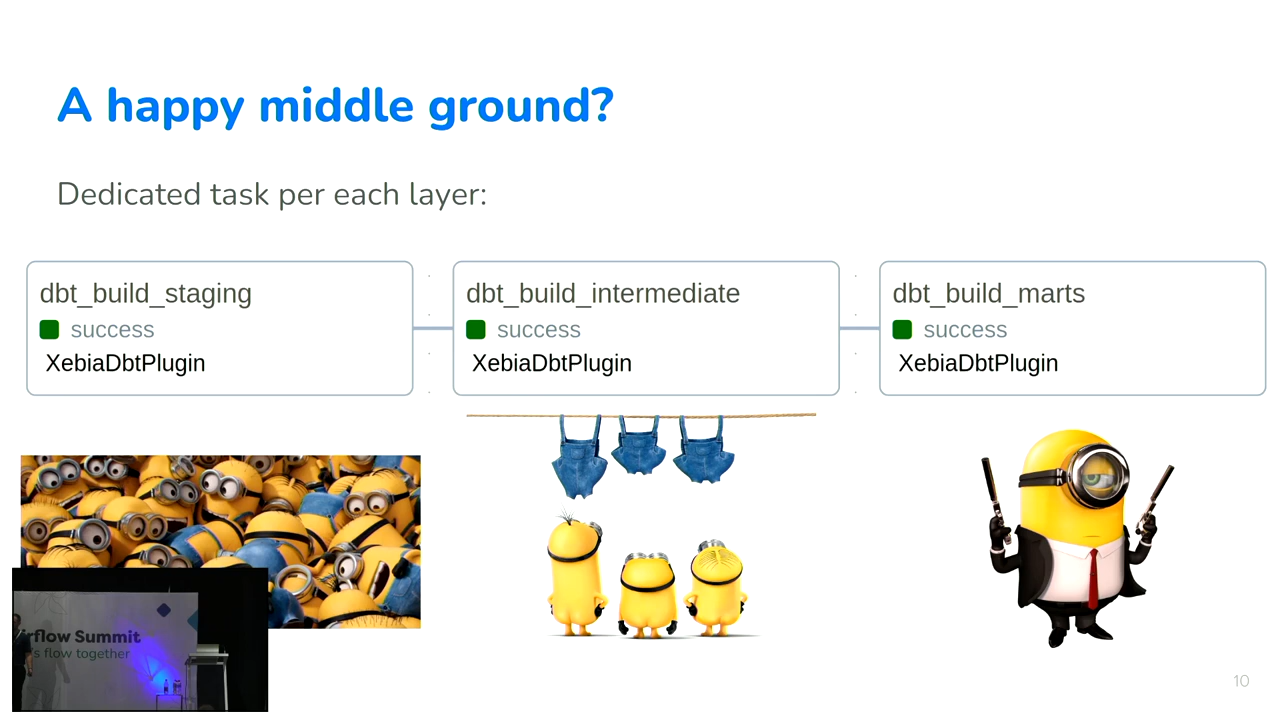 A happy middle ground?
Dedicated task per each layer:
dbt_build_staging
success
XebiaDbtPlugin
dbt_build_intermediate
success
XebiaDbtPlugin
dbt_build_marts
success
XebiaDbtPlugin
irflow Summit
s flow together
10